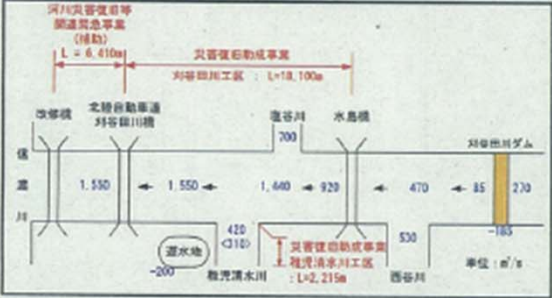 河川災害復旧等
関連緊急事業
(補助)
L = 6,410m
災害復旧助成事業
刈谷田川工区 : L=18,100m
改修橋
北陸自動車道
刈谷田川橋
塩谷川
水島橋
刈谷田川ダム
700
信
濃
川
1,550
1,550
1,440
920
470
85
270
-185
420
<310>
530
遊水地
-200
稚児清水川
災害復旧助成事業
稚児清水川工区
:L=2,215m
西谷川
単位:m³/s